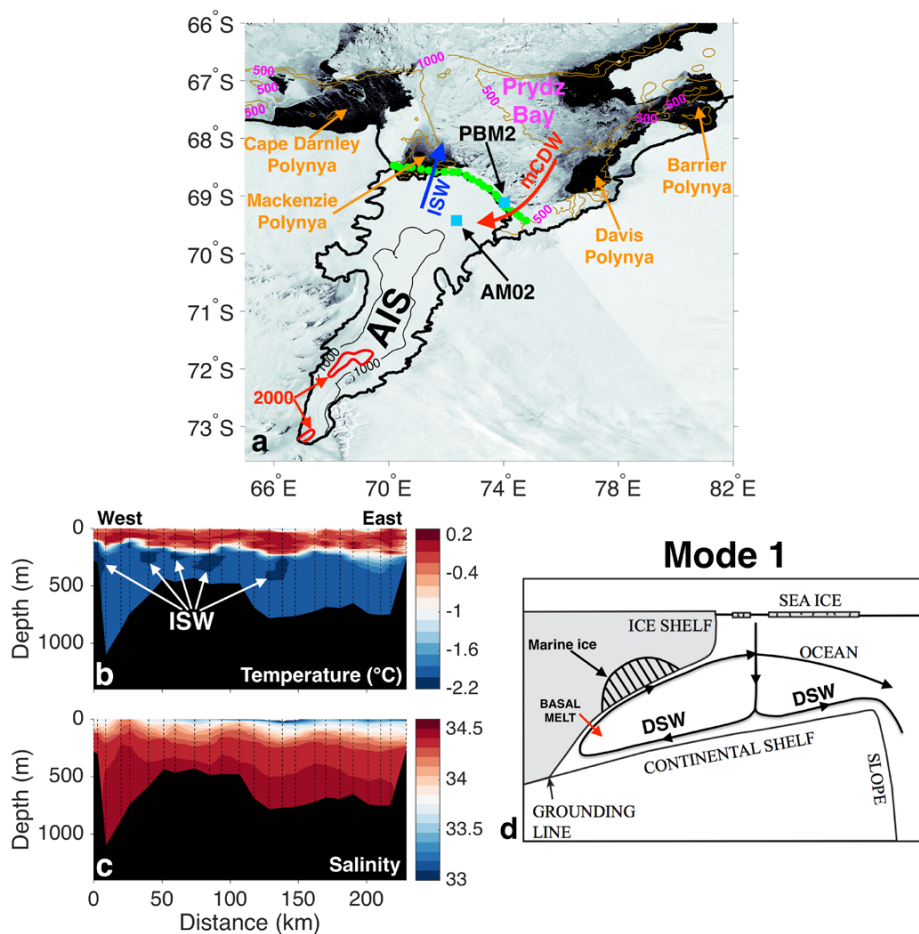 66°S
67°S
68°S
69°S
70°S
71°S
72°S
73°S
500
500
500
1000
500
500
500
500
Prydz
Bay
Cape Darnley
Polynya
Mackenzie
Polynya
ISW
PBM2
mCDW
Barrier
Polynya
Davis
Polynya
AM02
AIS
1000
1000
2000
a
66°E
70°E
74°E
78°E
82°E
West
East
0
500
1000
Depth (m)
ISW
b
Temperature (°C)
0.2
-0.4
-1
-1.6
-2.2
0
500
1000
Depth (m)
c
Salinity
34.5
34
33.5
33
0
50
100
150
200
Distance (km)
Mode 1
SEA ICE
ICE SHELF
Marine ice
OCEAN
BASAL
MELT
DSW
DSW
CONTINENTAL SHELF
SLOPE
GROUNDING
LINE
d